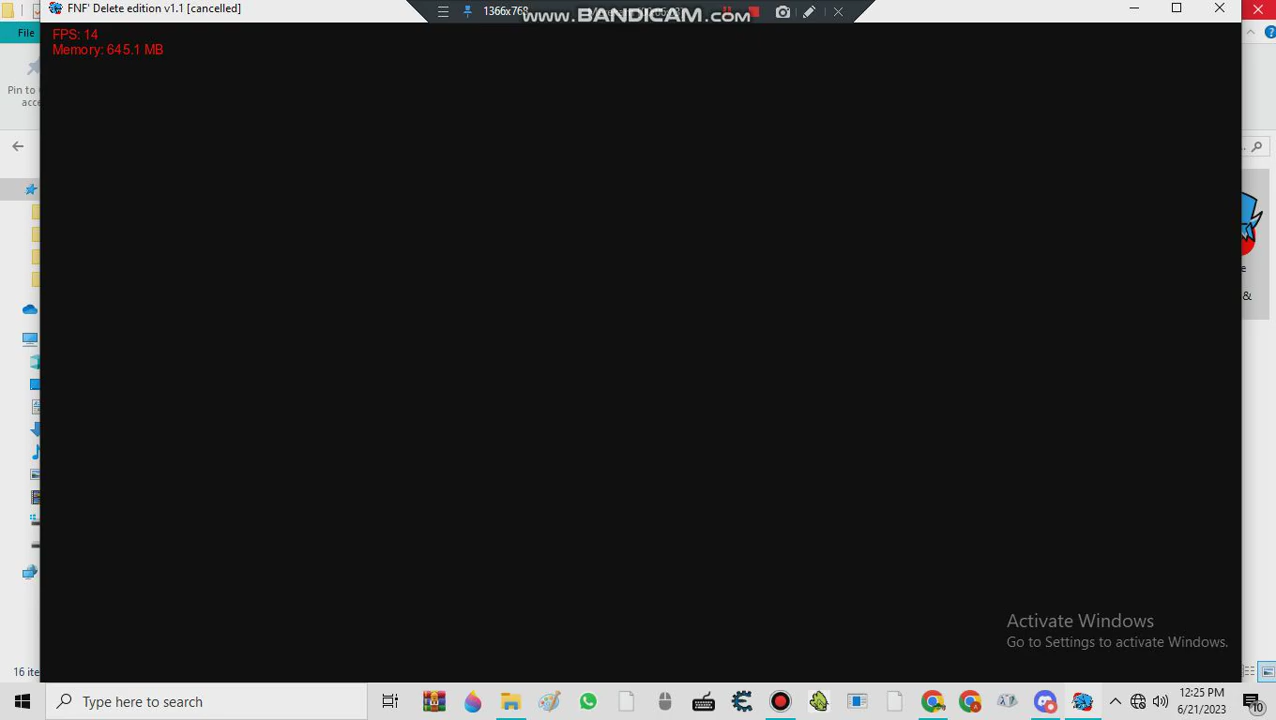 FNF' Delete edition v1.1 [cancelled]
1366x768
www.BANDICAM.com
File
FPS: 14
Memory: 645.1 MB
Pin to
acce
e
&
Activate Windows
Go to Settings to activate Windows.
16 ite
Type here to search
12:25 PM
6/21/2023
10